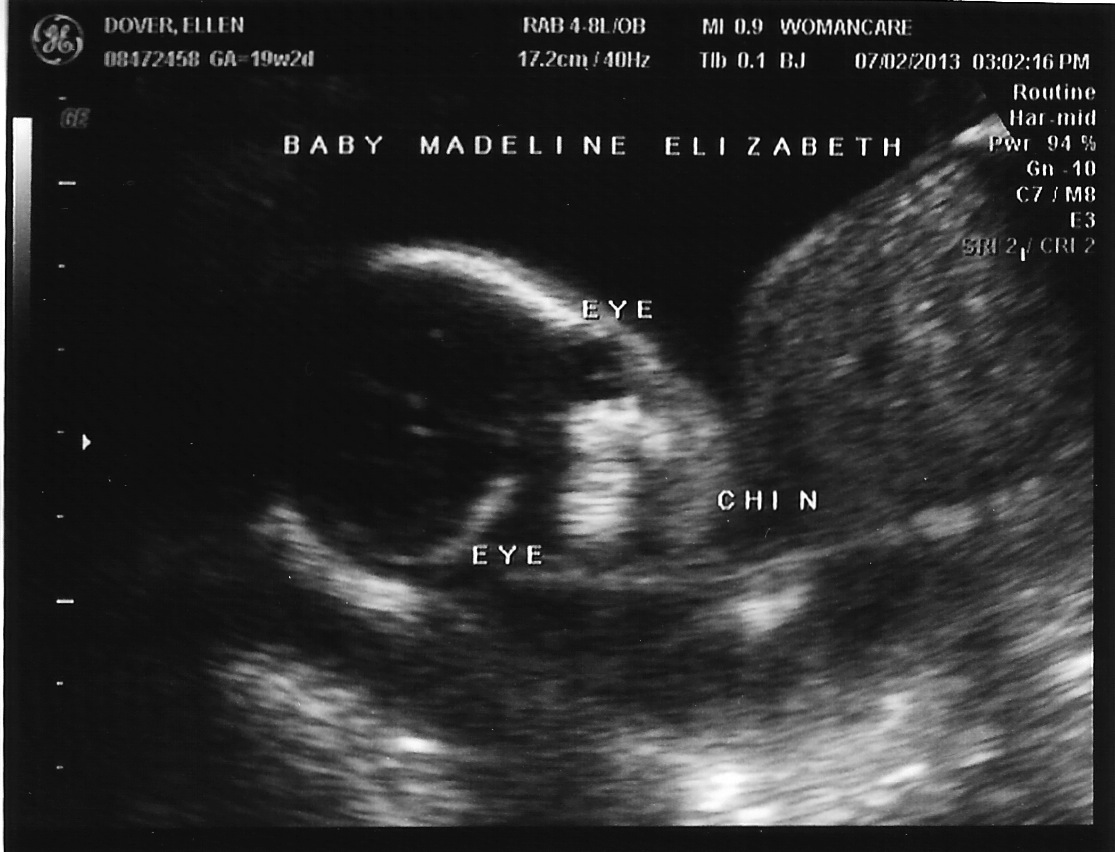 DOVER, ELLEN
08472458 GA=19w2d
RAB 4-8L/OB
17.2cm / 40Hz
MI 0.9 WOMANCARE
TIb 0.1 BJ
07/02/2013 03:02:16 PM
GE
GE
Routine
Har-mid
Pwr 94 %
Gn -10
C7 / M8
E3
SRI 2 / CRI 2
BABY MADELINE ELIZABETH
EYE
CHIN
EYE